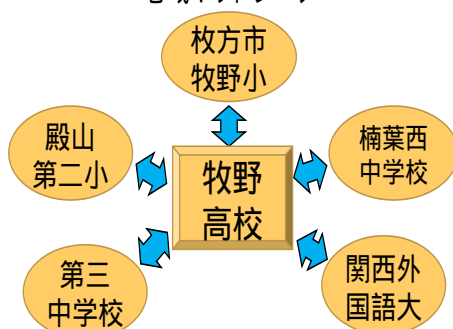 枚方市
牧野小
殿山
第二小
牧野
高校
楠葉西
中学校
第三
中学校
関西外
国語大